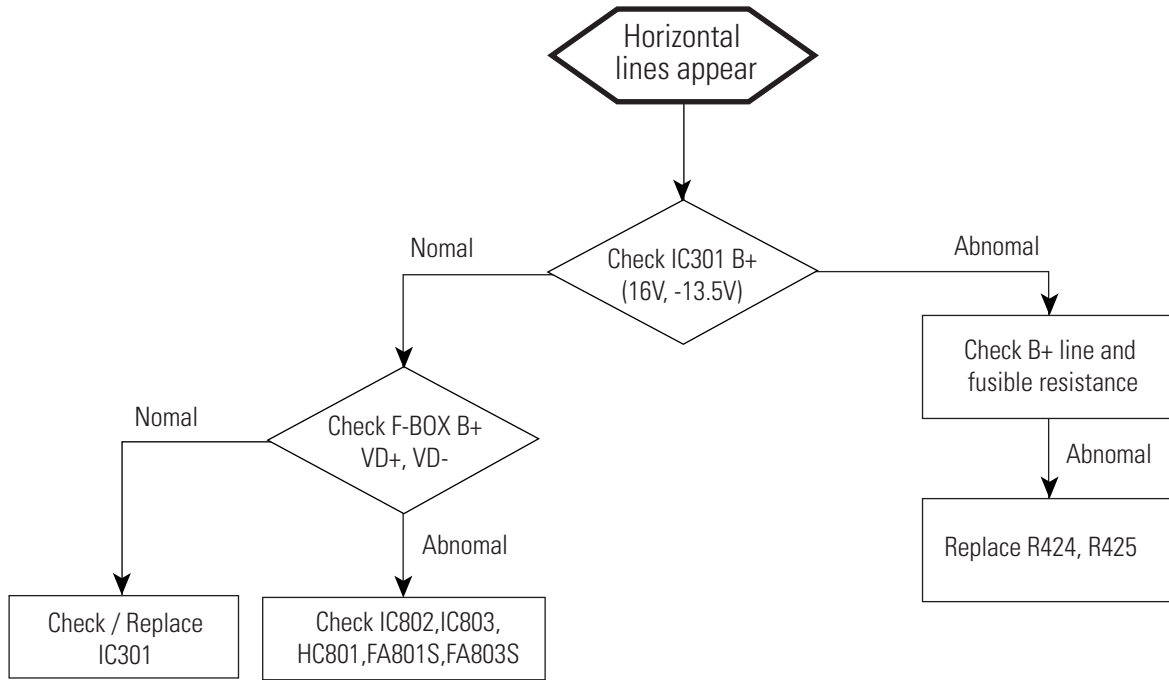 Horizontal
lines appear
Nomal
Check IC301 B+
(16V, -13.5V)
Abnomal
Check B+ line and
fusible resistance
Nomal
Check F-BOX B+
VD+, VD-
Abnomal
Abnomal
Replace R424, R425
Check / Replace
IC301
Check IC802,IC803,
HC801,FA801S,FA803S